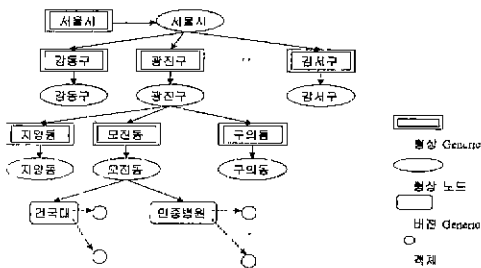 서울시 서울시
강동구 광진구 강서구
강동구 광진구 강서구
자양동 모진동 구의동
자양동 모진동 구의동
건국대 민중병원
형상 Generic
형상 노드
버전 Generic
객체